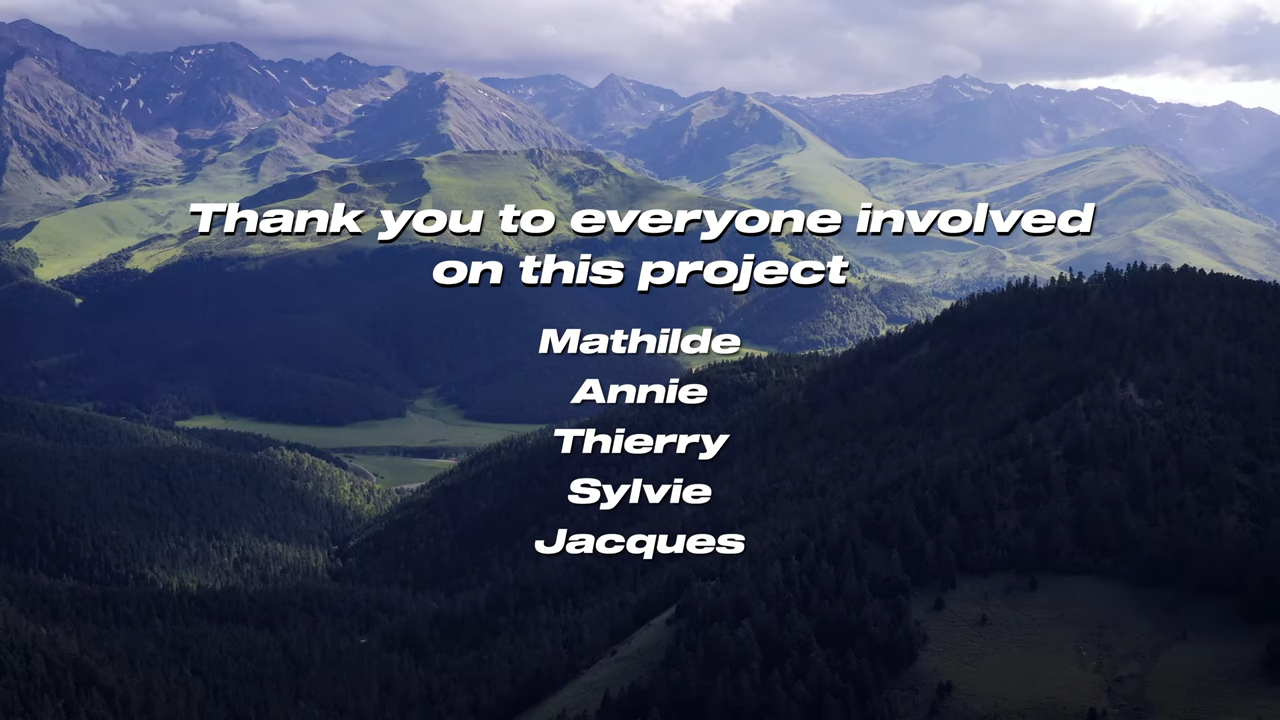 Thank you to everyone involved
on this project
Mathilde
Annie
Thierry
Sylvie
Jacques